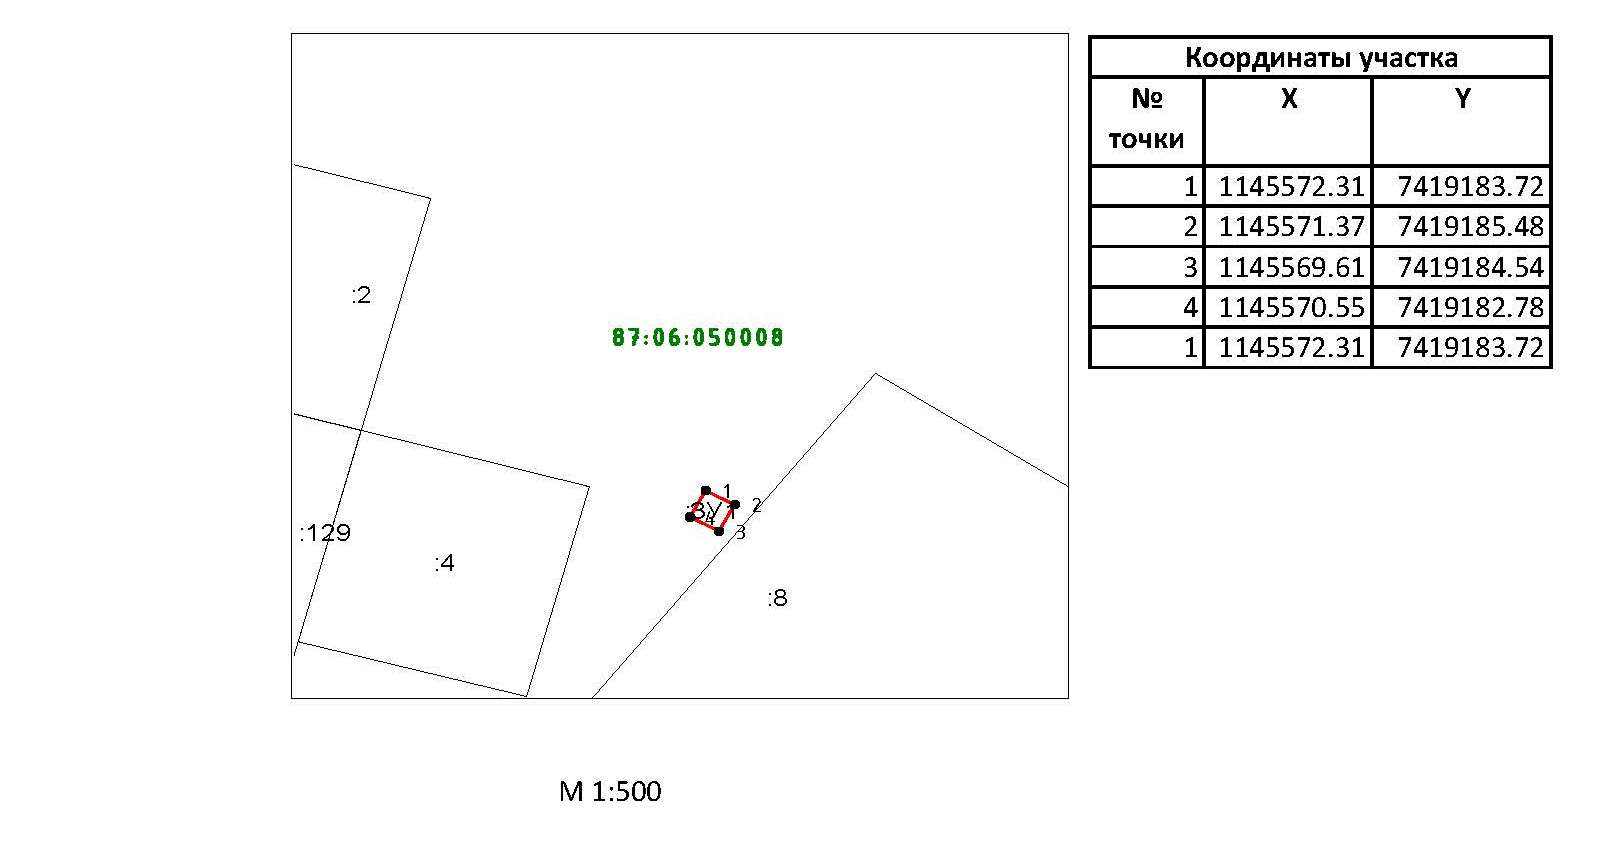 Координаты участка
№ точки X Y
1 1145572.31 7419183.72
2 1145571.37 7419185.48
3 1145569.61 7419184.54
4 1145570.55 7419182.78
1 1145572.31 7419183.72
:2
87:06:050008
1
:ЗУ1
2
4
3
:129
:4
:8
М 1:500